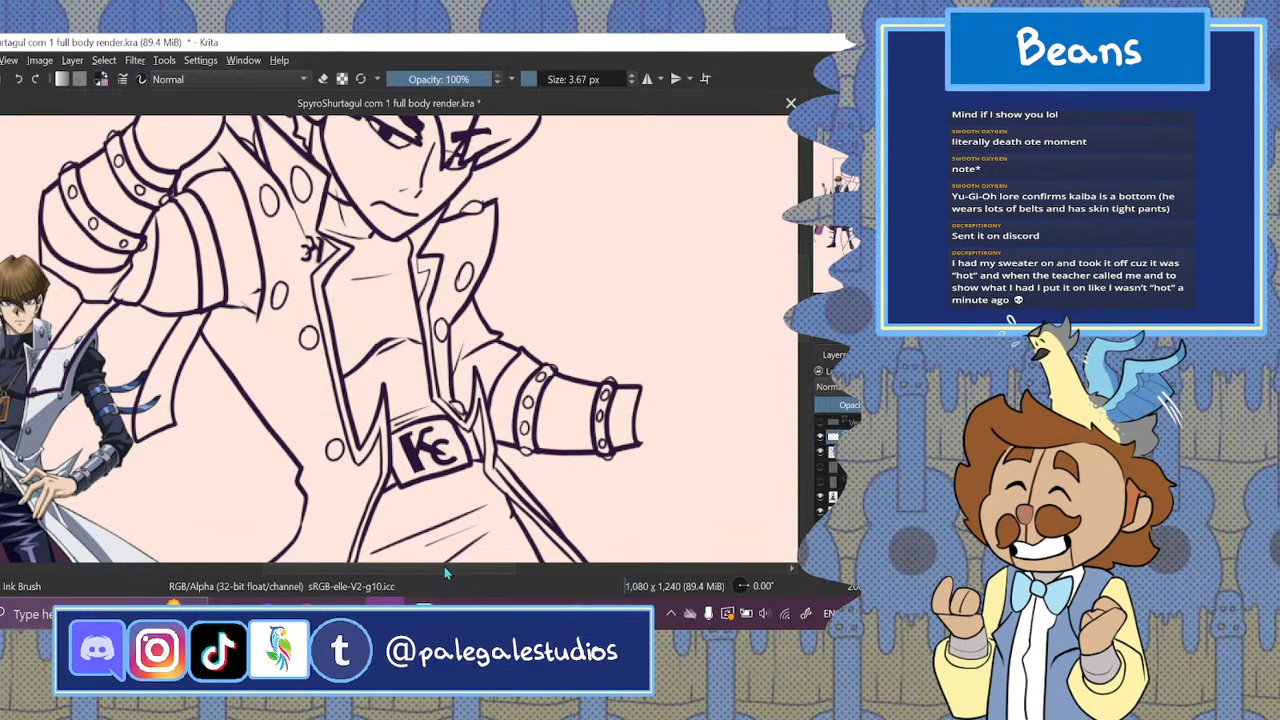 urtagul com 1 full body render.kra (89.4 MiB) * - Krita
View Image Layer Select Filter Tools Settings Window Help
Normal Opacity: 100% Size: 3.67 px
SpyroShurtagul com 1 full body render.kra *
KC
Layers
Norm
Opaci
Ink Brush RGB/Alpha (32-bit float/channel) sRGB-elle-V2-g10.icc 1,080 x 1,240 (89.4 MiB) 0.00°
Type he
t @palegalestudios
Beans
Mind if I show you lol
SMOOTH OXYGEN
literally death ote moment
SMOOTH OXYGEN
note*
SMOOTH OXYGEN
Yu-Gi-Oh lore confirms kaiba is a bottom (he
wears lots of belts and has skin tight pants)
DECREPITIRONY
Sent it on discord
DECREPITIRONY
I had my sweater on and took it off cuz it was
“hot” and when the teacher called me and to
show what I had I put it on like I wasn’t “hot” a
minute ago 💀